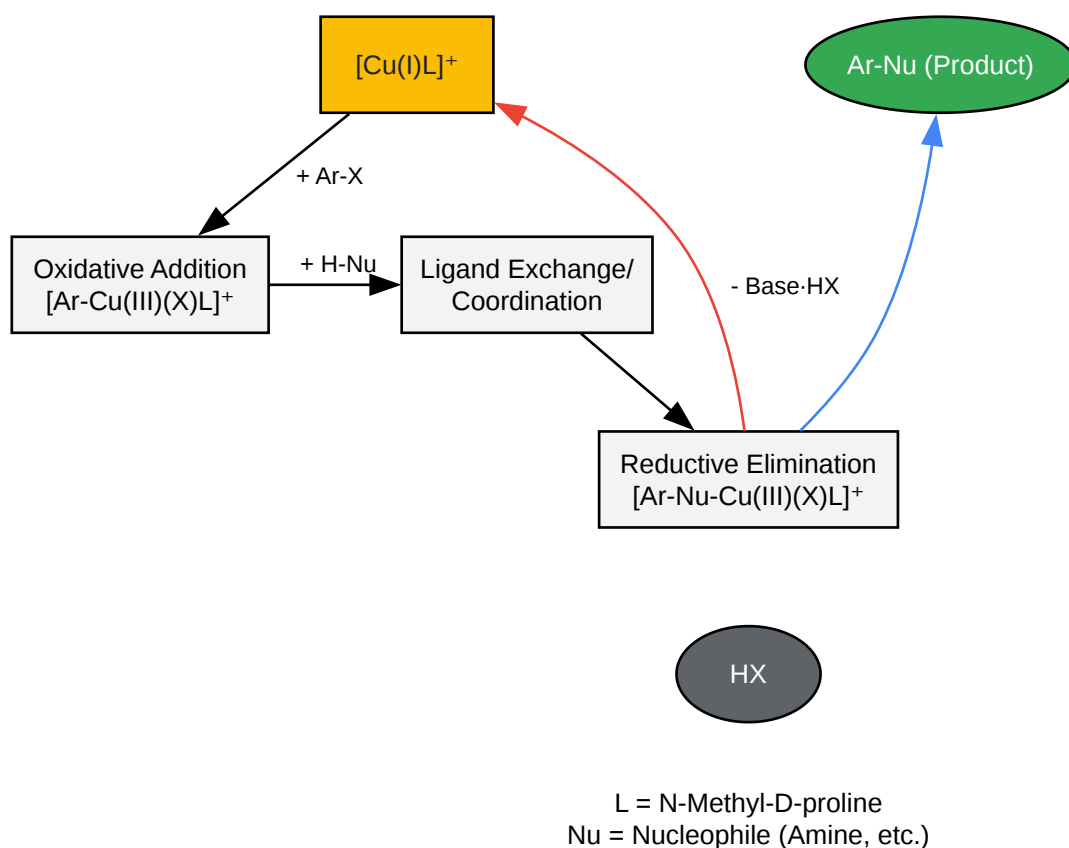 [Cu(I)L]⁺
Ar-Nu (Product)
+ Ar-X
Oxidative Addition
[Ar-Cu(III)(X)L]⁺
+ H-Nu
Ligand Exchange/
Coordination
- Base·HX
Reductive Elimination
[Ar-Nu-Cu(III)(X)L]⁺
HX
L = N-Methyl-D-proline
Nu = Nucleophile (Amine, etc.)